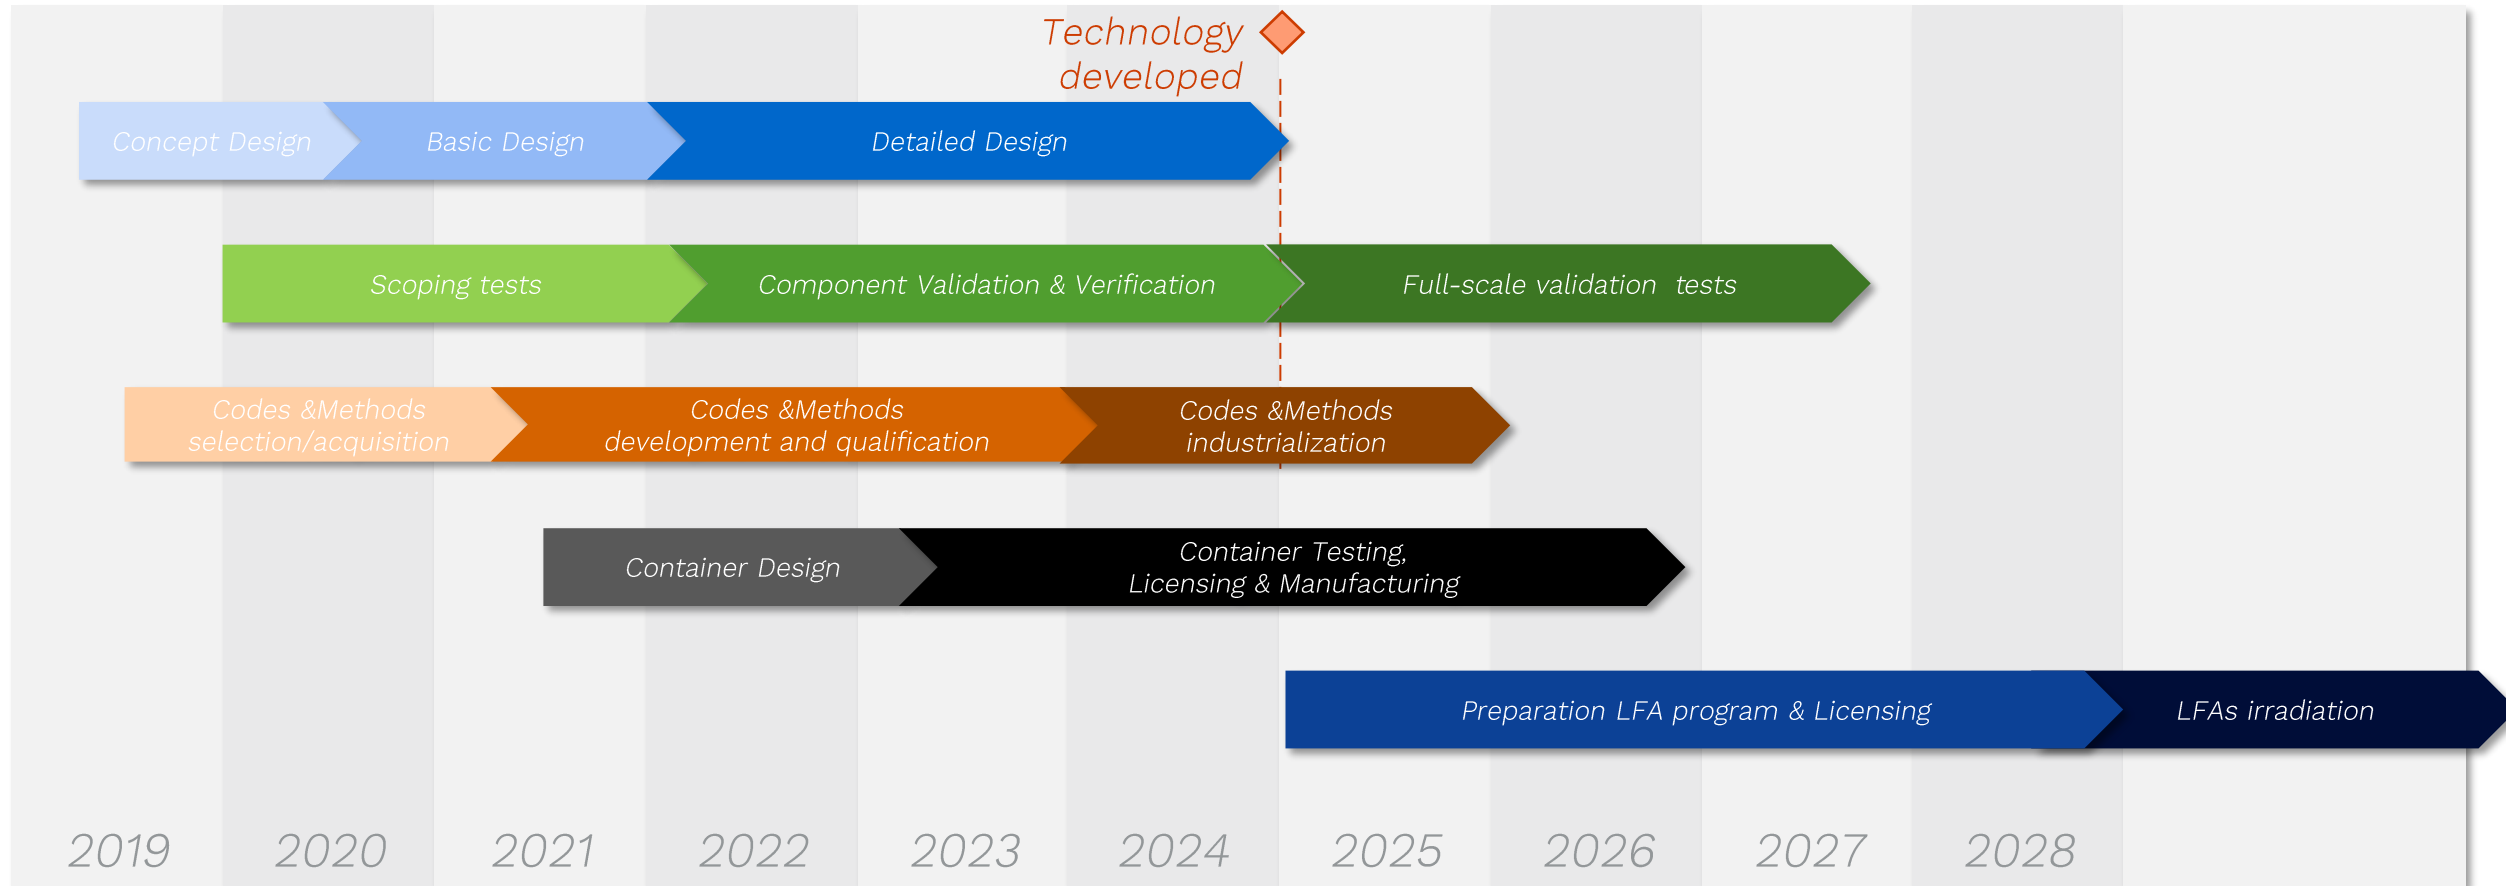 Technology
developed
Concept Design
Basic Design
Detailed Design
Scoping tests
Component Validation & Verification
Full-scale validation  tests
Codes &Methods
selection/acquisition
Codes &Methods
development and qualification
Codes &Methods
industrialization
Container Design
Container Testing,
Licensing & Manufacturing
Preparation LFA program & Licensing
LFAs irradiation
2019
2020
2021
2022
2023
2024
2025
2026
2027
2028